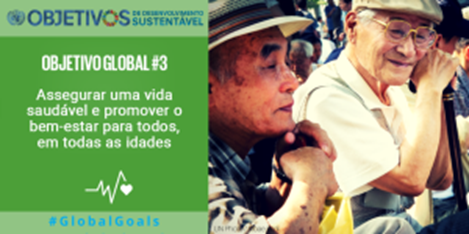 OBJETIVOS DE DESENVOLVIMENTO
SUSTENTÁVEL
OBJETIVO GLOBAL #3
Assegurar uma vida
saudável e promover o
bem-estar para todos,
em todas as idades
#GlobalGoals